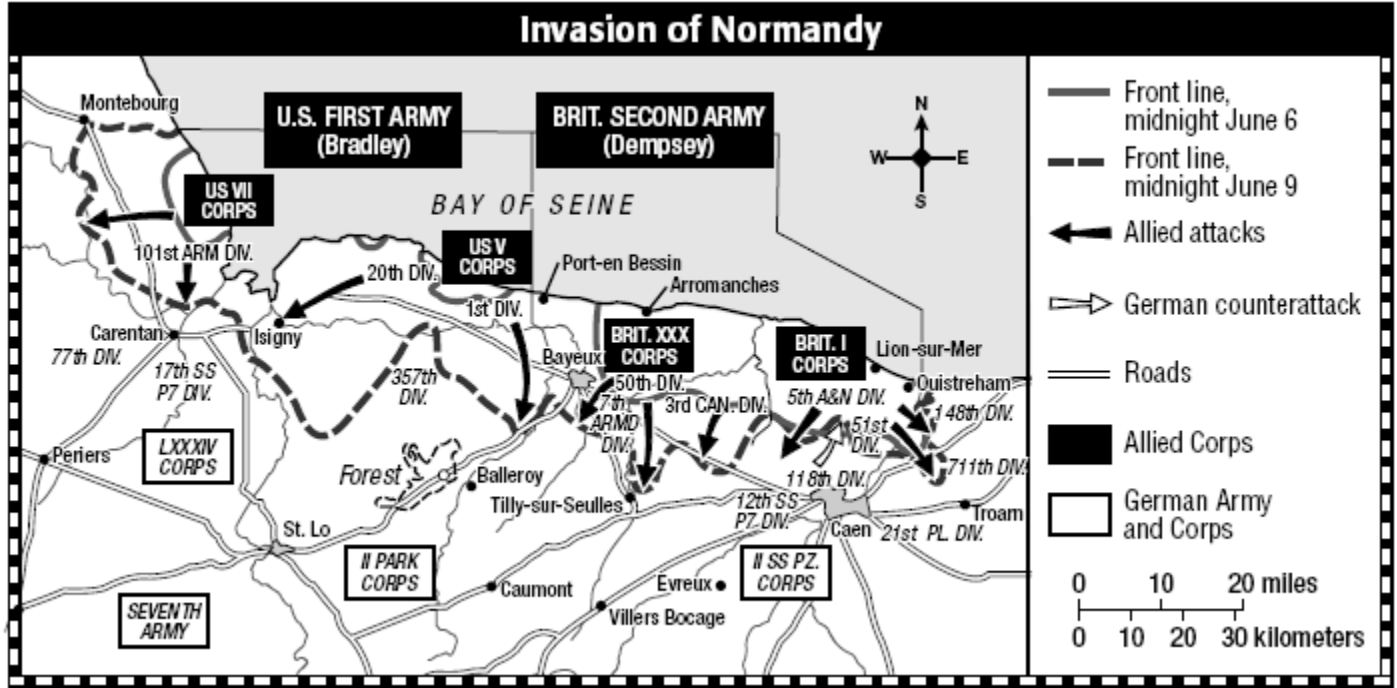 Invasion of Normandy
Montebourg
U.S. FIRST ARMY
(Bradley)
BRIT. SECOND ARMY
(Dempsey)
N
W
E
S
US VII
CORPS
BAY OF SEINE
101st ARM DIV.
20th DIV.
US V
CORPS
Port-en Bessin
Arromanches
1st DIV.
Carentan
Isigny
77th DIV.
17th SS
P7 DIV.
357th
DIV.
Bayeux
BRIT. XXX
CORPS
BRIT. I
CORPS
Lion-sur-Mer
Ouistreham
50th DIV.
7th
ARMD
DIV.
3rd CAN DIV.
5th A&N DIV.
51st
DIV.
148th DIV.
711th DIV.
118th DIV.
Periers
LXXXIV
CORPS
Forest
Balleroy
Tilly-sur-Seulles
12th SS
P7 DIV.
Caen
Troarn
21st PL. DIV.
St. Lo
II PARK
CORPS
II SS PZ.
CORPS
Caumont
Evreux
Villers Bocage
SEVENTH
ARMY
Front line,
midnight June 6
Front line,
midnight June 9
Allied attacks
German counterattack
Roads
Allied Corps
German Army
and Corps
0 10 20 miles
0 10 20 30 kilometers